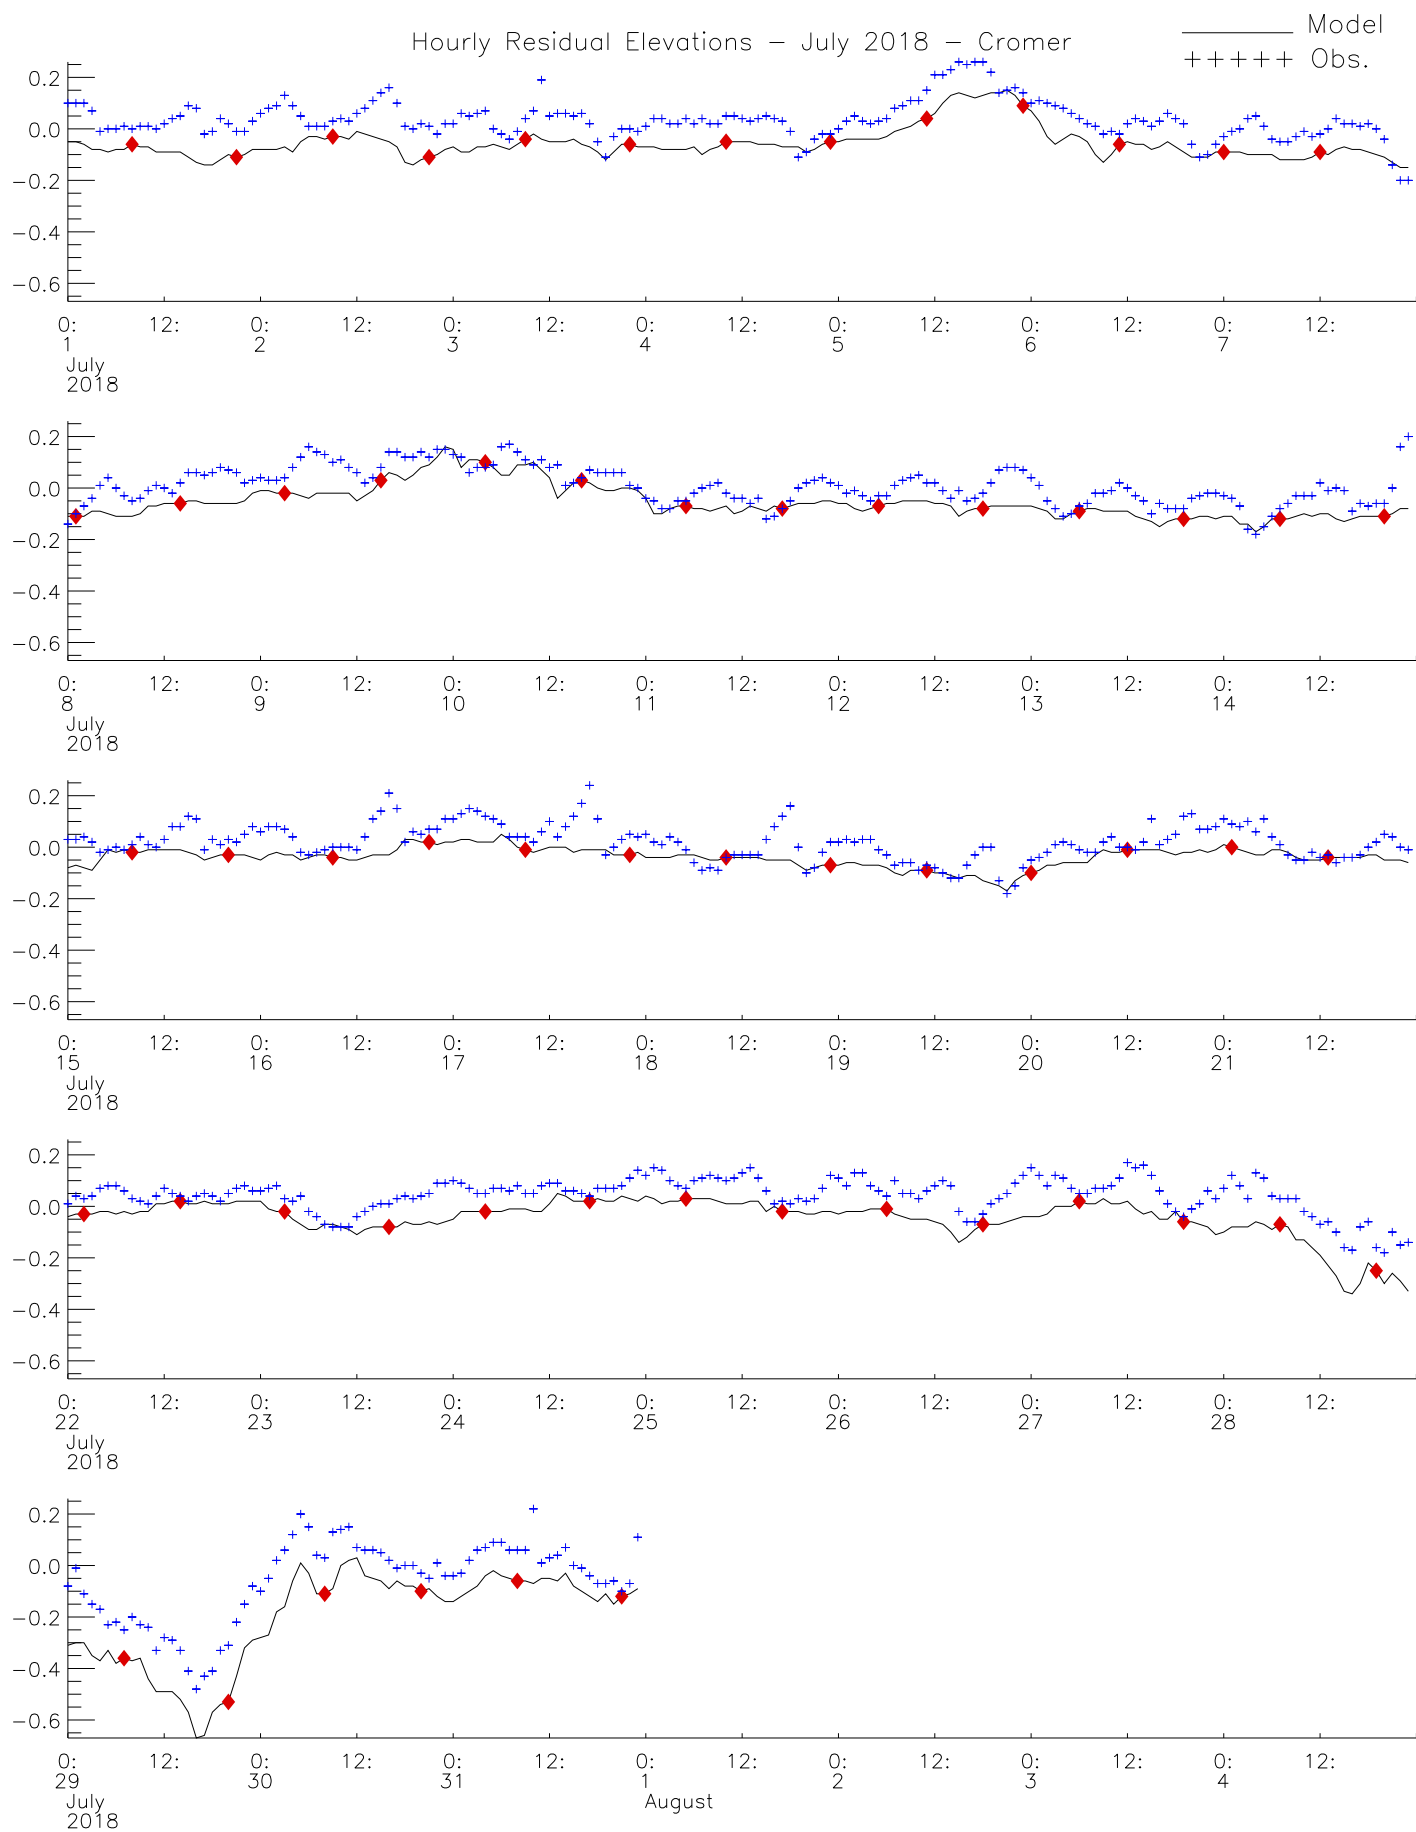 Hourly Residual Elevations – July 2018 – Cromer
Model
+++++ Obs.
0.2
0.0
−0.2
−0.4
−0.6
0: 12: 0: 12: 0: 12: 0: 12: 0: 12: 0: 12: 0: 12:
1 2 3 4 5 6 7
July
2018
0.2
0.0
−0.2
−0.4
−0.6
0: 12: 0: 12: 0: 12: 0: 12: 0: 12: 0: 12: 0: 12:
8 9 10 11 12 13 14
July
2018
0.2
0.0
−0.2
−0.4
−0.6
0: 12: 0: 12: 0: 12: 0: 12: 0: 12: 0: 12: 0: 12:
15 16 17 18 19 20 21
July
2018
0.2
0.0
−0.2
−0.4
−0.6
0: 12: 0: 12: 0: 12: 0: 12: 0: 12: 0: 12: 0: 12:
22 23 24 25 26 27 28
July
2018
0.2
0.0
−0.2
−0.4
−0.6
0: 12: 0: 12: 0: 12: 0: 12: 0: 12: 0: 12: 0: 12:
29 30 31 1 2 3 4
July August
2018